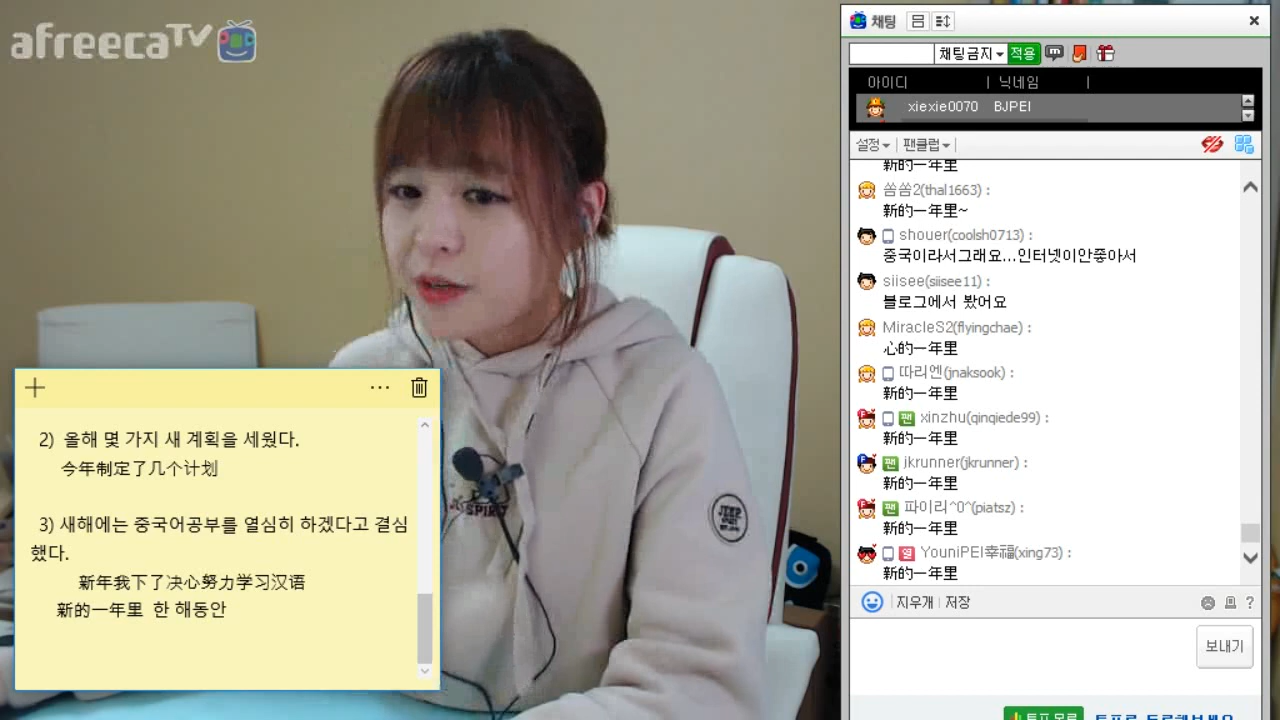 afreecaTV
채팅
채팅금지
적용
아이디 | 닉네임 |
xiexie0070 BJPEI
설정 | 팬클럽 |
新的一年里
쏨쏨2(thal1663) :
新的一年里~
shouer(coolsh0713) :
중국이라서그래요...인터넷이안좋아서
siisee(siisee11) :
블로그에서 봤어요
MiracleS2(flyingchae) :
心的一年里
따리엔(jnaksook) :
新的一年里
팬 xinzhu(qinqiede99) :
新的一年里
팬 jkrunner(jkrunner) :
新的一年里
팬 파이리^0^(piatsz) :
新的一年里
열 YouniPEI幸福(xing73) :
新的一年里
지우개 | 저장
?
보내기
2) 올해 몇 가지 새 계획을 세웠다.
今年制定了几个计划
3) 새해에는 중국어공부를 열심히 하겠다고 결심
했다.
新年我下了决心努力学习汉语
新的一年里 한 해동안
JEEP
SPIRIT